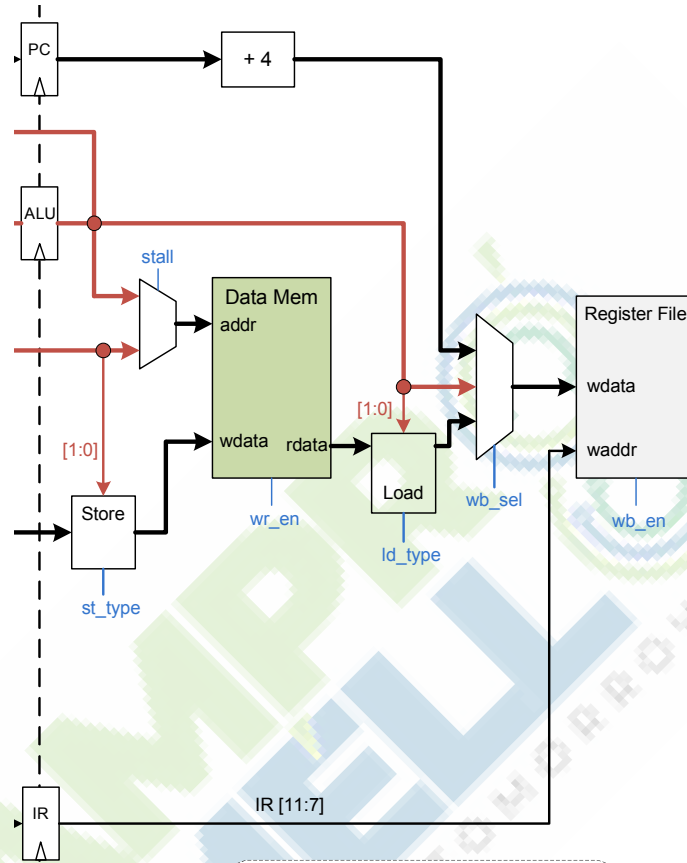 PC
+ 4
ALU
stall
Data Mem
addr
Register File
wdata
[1:0]
[1:0]
wdata
rdata
waddr
Store
Load
wb_sel
wr_en
wb_en
ld_type
st_type
IR [11:7]
IR